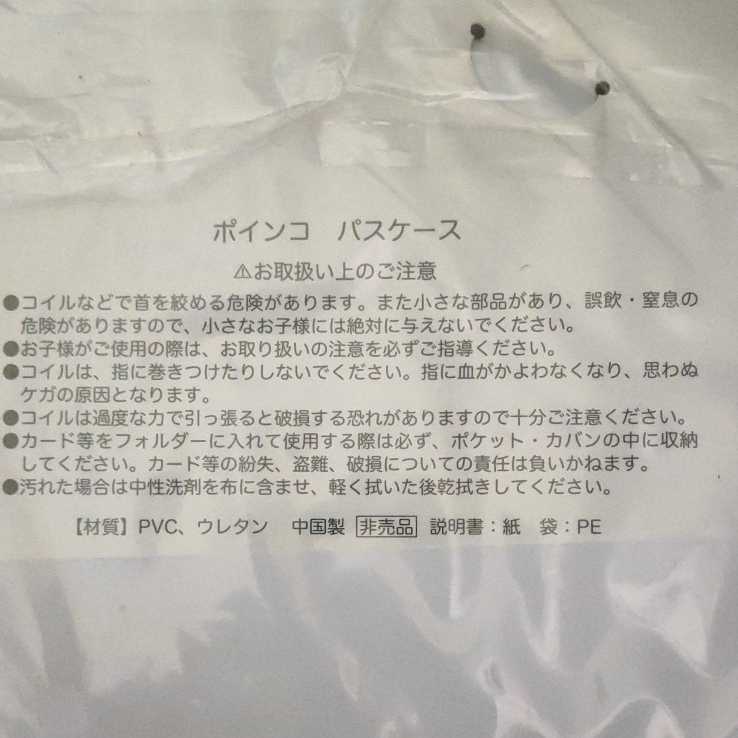 ポインコ　パスケース
⚠お取扱い上のご注意
●コイルなどで首を絞める危険があります。また小さな部品があり、誤飲・窒息の
危険がありますので、小さなお子様には絶対に与えないでください。
●お子様がご使用の際は、お取り扱いの注意を必ずご指導ください。
●コイルは、指に巻きつけたりしないでください。指に血がかよわなくなり、思わぬ
ケガの原因となります。
●コイルは過度な力で引っ張ると破損する恐れがありますので十分ご注意ください。
●カード等をフォルダーに入れて使用する際は必ず、ポケット・カバンの中に収納
してください。カード等の紛失、盗難、破損についての責任は負いかねます。
●汚れた場合は中性洗剤を布に含ませ、軽く拭いた後乾拭きしてください。
【材質】PVC、ウレタン　中国製 非売品 説明書：紙　袋：PE